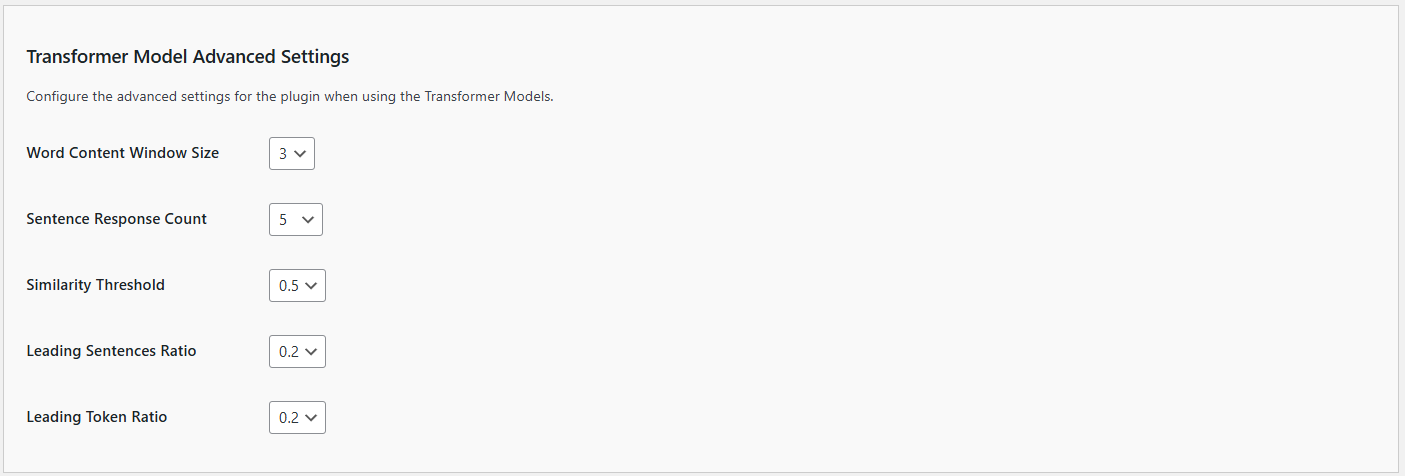 Transformer Model Advanced Settings
Configure the advanced settings for the plugin when using the Transformer Models.
Word Content Window Size 3
Sentence Response Count 5
Similarity Threshold 0.5
Leading Sentences Ratio 0.2
Leading Token Ratio 0.2